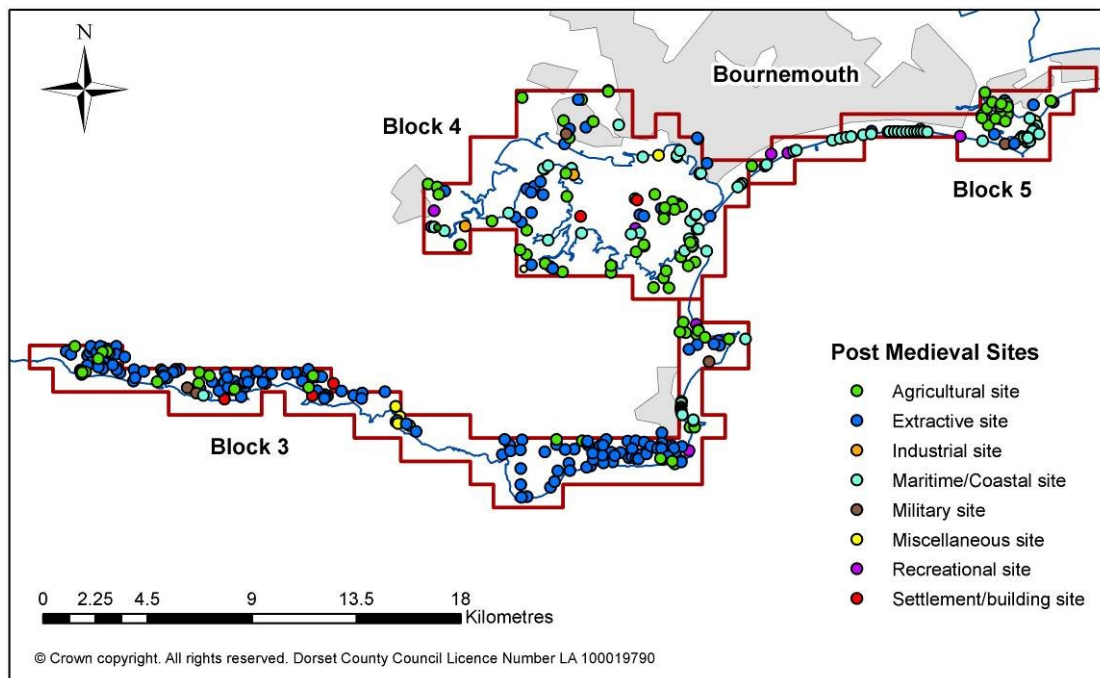 N
Bournemouth
Block 4
Block 5
Block 3
Post Medieval Sites
Agricultural site
Extractive site
Industrial site
Maritime/Coastal site
Military site
Miscellaneous site
Recreational site
Settlement/building site
0 2.25 4.5 9 13.5 18
Kilometres
© Crown copyright. All rights reserved. Dorset County Council Licence Number LA 100019790